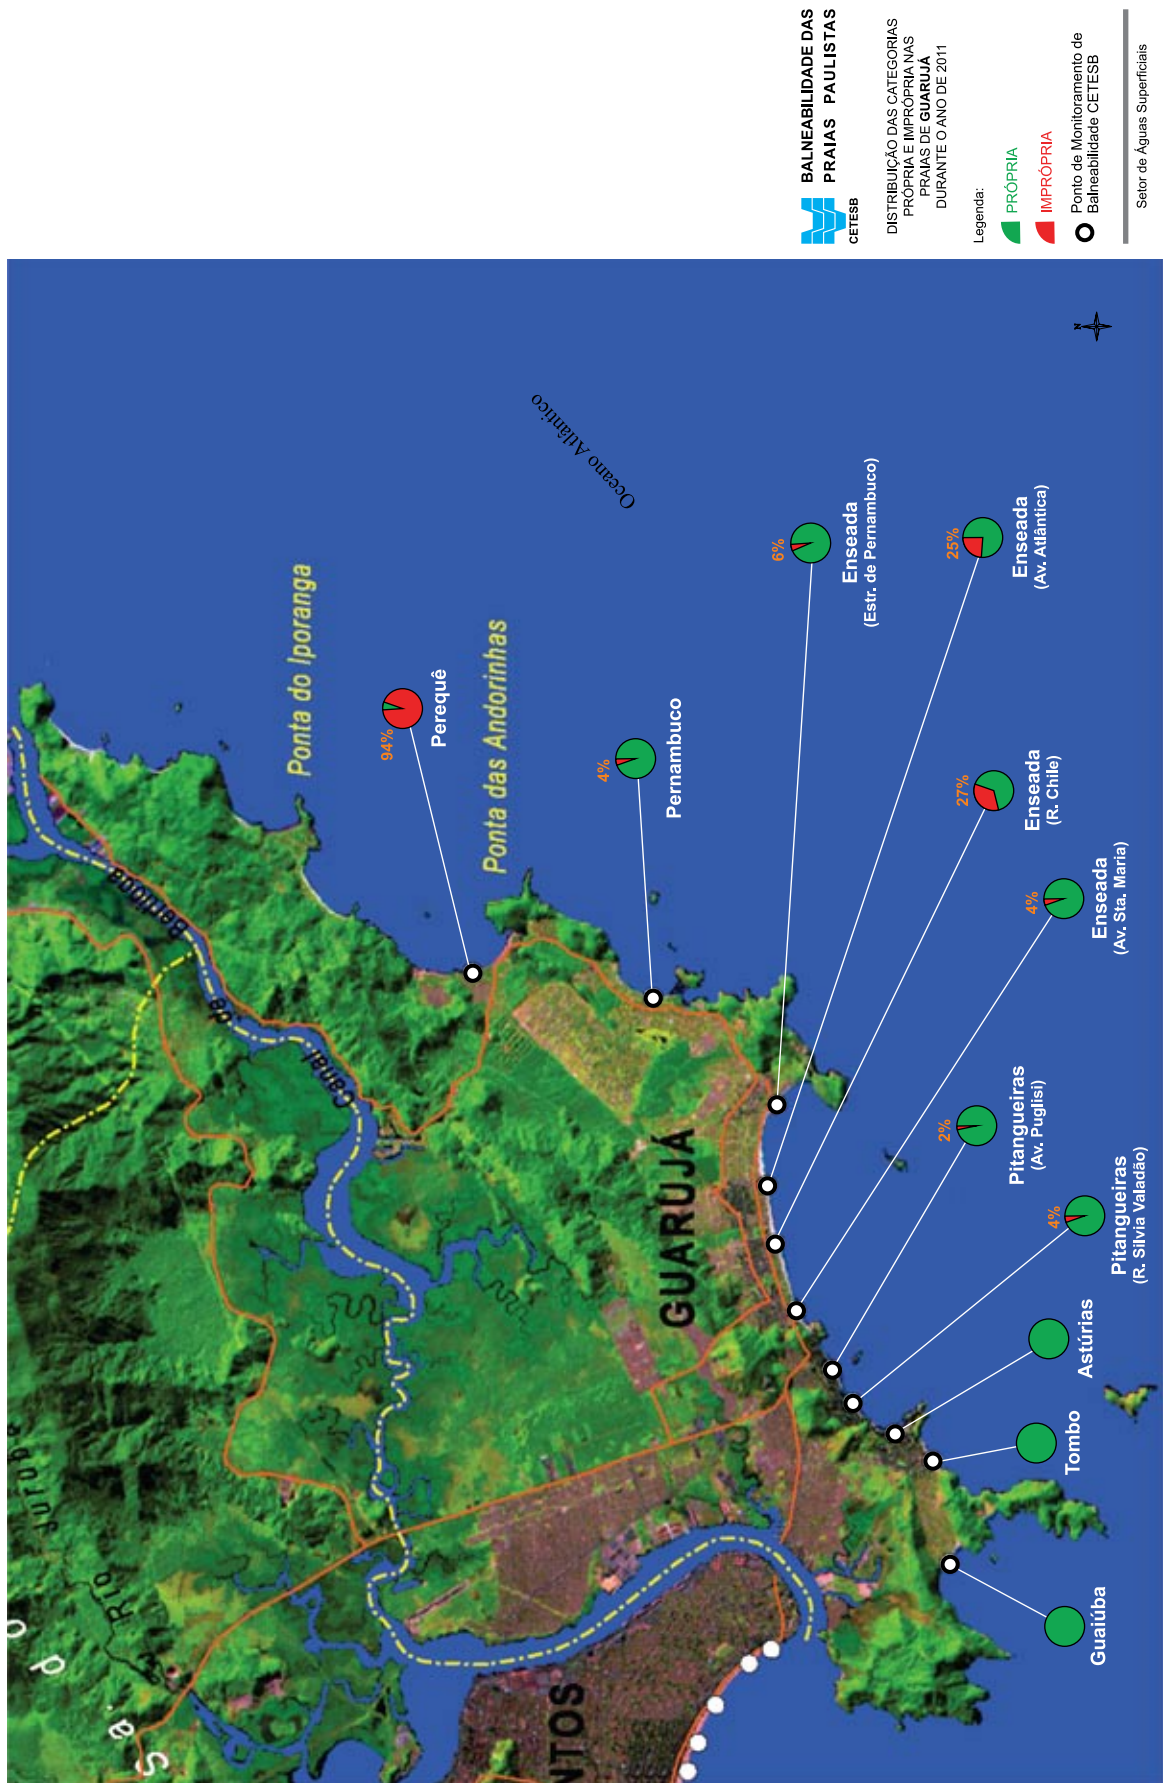 BALNEABILIDADE DAS
PRAIAS PAULISTAS
CETESB
DISTRIBUIÇÃO DAS CATEGORIAS
PRÓPRIA E IMPRÓPRIA NAS
PRAIAS DE GUARUJÁ
DURANTE O ANO DE 2011
Legenda:
PRÓPRIA
IMPRÓPRIA
Ponto de Monitoramento de
Balneabilidade CETESB
Setor de Águas Superficiais
N
Oceano Atlântico
Ponta do Iporanga
94%
Perequê
Ponta das Andorinhas
4%
Pernambuco
6%
Enseada
(Estr. de Pernambuco)
25%
Enseada
(Av. Atlântica)
27%
Enseada
(R. Chile)
4%
Enseada
(Av. Sta. Maria)
2%
Pitangueiras
(Av. Puglisi)
4%
Pitangueiras
(R. Silvia Valadão)
Astúrias
Tombo
Guaiúba
Canal da Bertioga
GUARUJÁ
NTOS
Rio